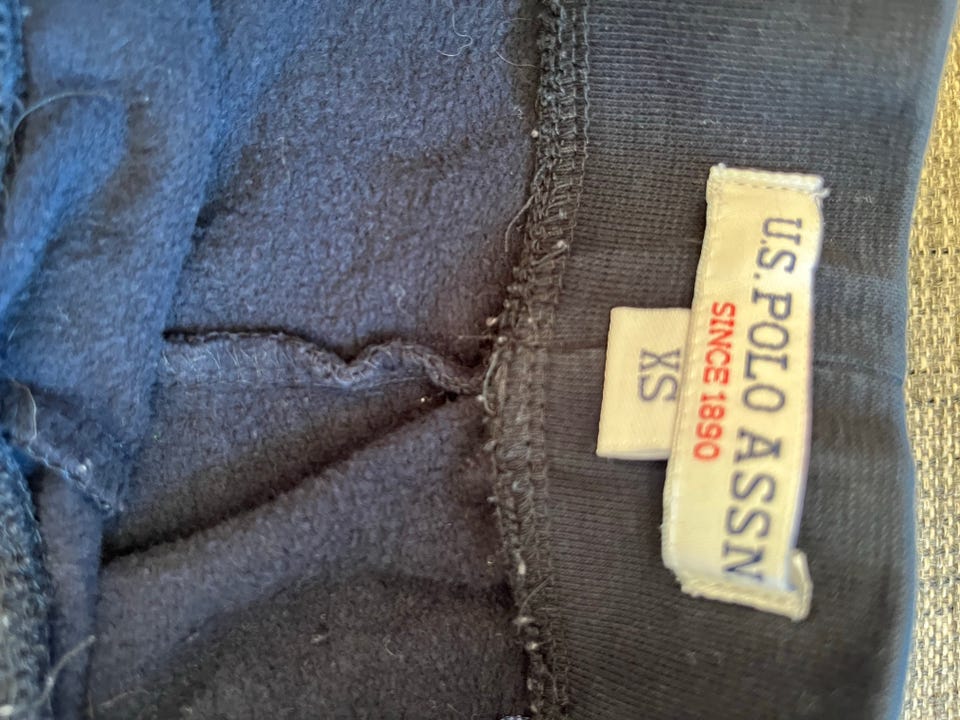 U.S. POLO ASSN
SINCE 1890
XS